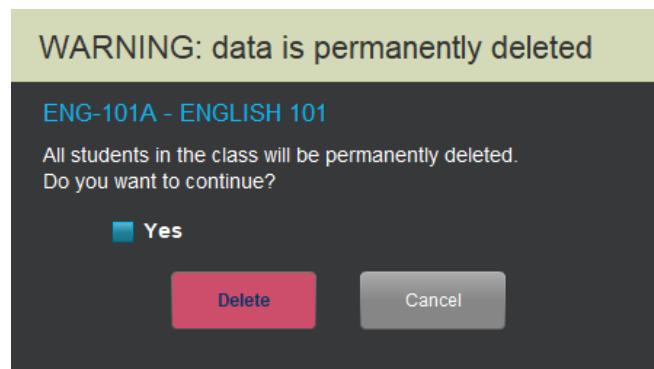 WARNING: data is permanently deleted
ENG-101A - ENGLISH 101
All students in the class will be permanently deleted.
Do you want to continue?
Yes
Delete
Cancel